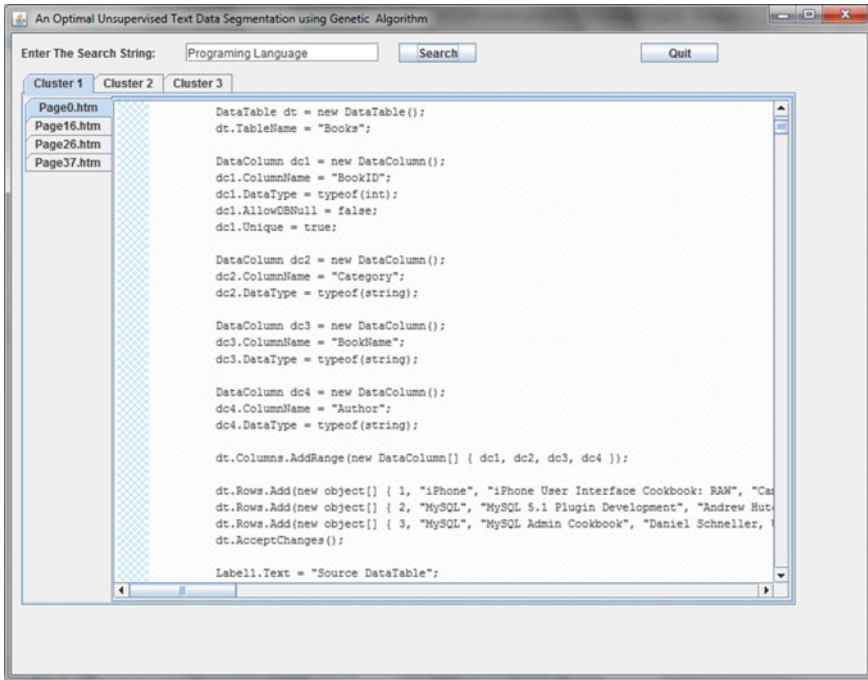 An Optimal Unsupervised Text Data Segmentation using Genetic Algorithm
Enter The Search String: Programing Language Search Quit
Cluster 1 Cluster 2 Cluster 3
Page0.htm
Page16.htm
Page26.htm
Page37.htm
DataTable dt = new DataTable();
dt.TableName = "Books";
DataColumn dc1 = new DataColumn();
dc1.ColumnName = "BookID";
dc1.DataType = typeof(int);
dc1.AllowDBNull = false;
dc1.Unique = true;
DataColumn dc2 = new DataColumn();
dc2.ColumnName = "Category";
dc2.DataType = typeof(string);
DataColumn dc3 = new DataColumn();
dc3.ColumnName = "BookName";
dc3.DataType = typeof(string);
DataColumn dc4 = new DataColumn();
dc4.ColumnName = "Author";
dc4.DataType = typeof(string);
dt.Columns.AddRange(new DataColumn[] { dc1, dc2, dc3, dc4 });
dt.Rows.Add(new object[] { 1, "iPhone", "iPhone User Interface Cookbook: RAW",
dt.Rows.Add(new object[] { 2, "MySQL", "MySQL 5.1 Plugin Development", "Andrew
dt.Rows.Add(new object[] { 3, "MySQL", "MySQL Admin Cookbook", "Daniel Schneller,
dt.AcceptChanges();
Label1.Text = "Source DataTable";